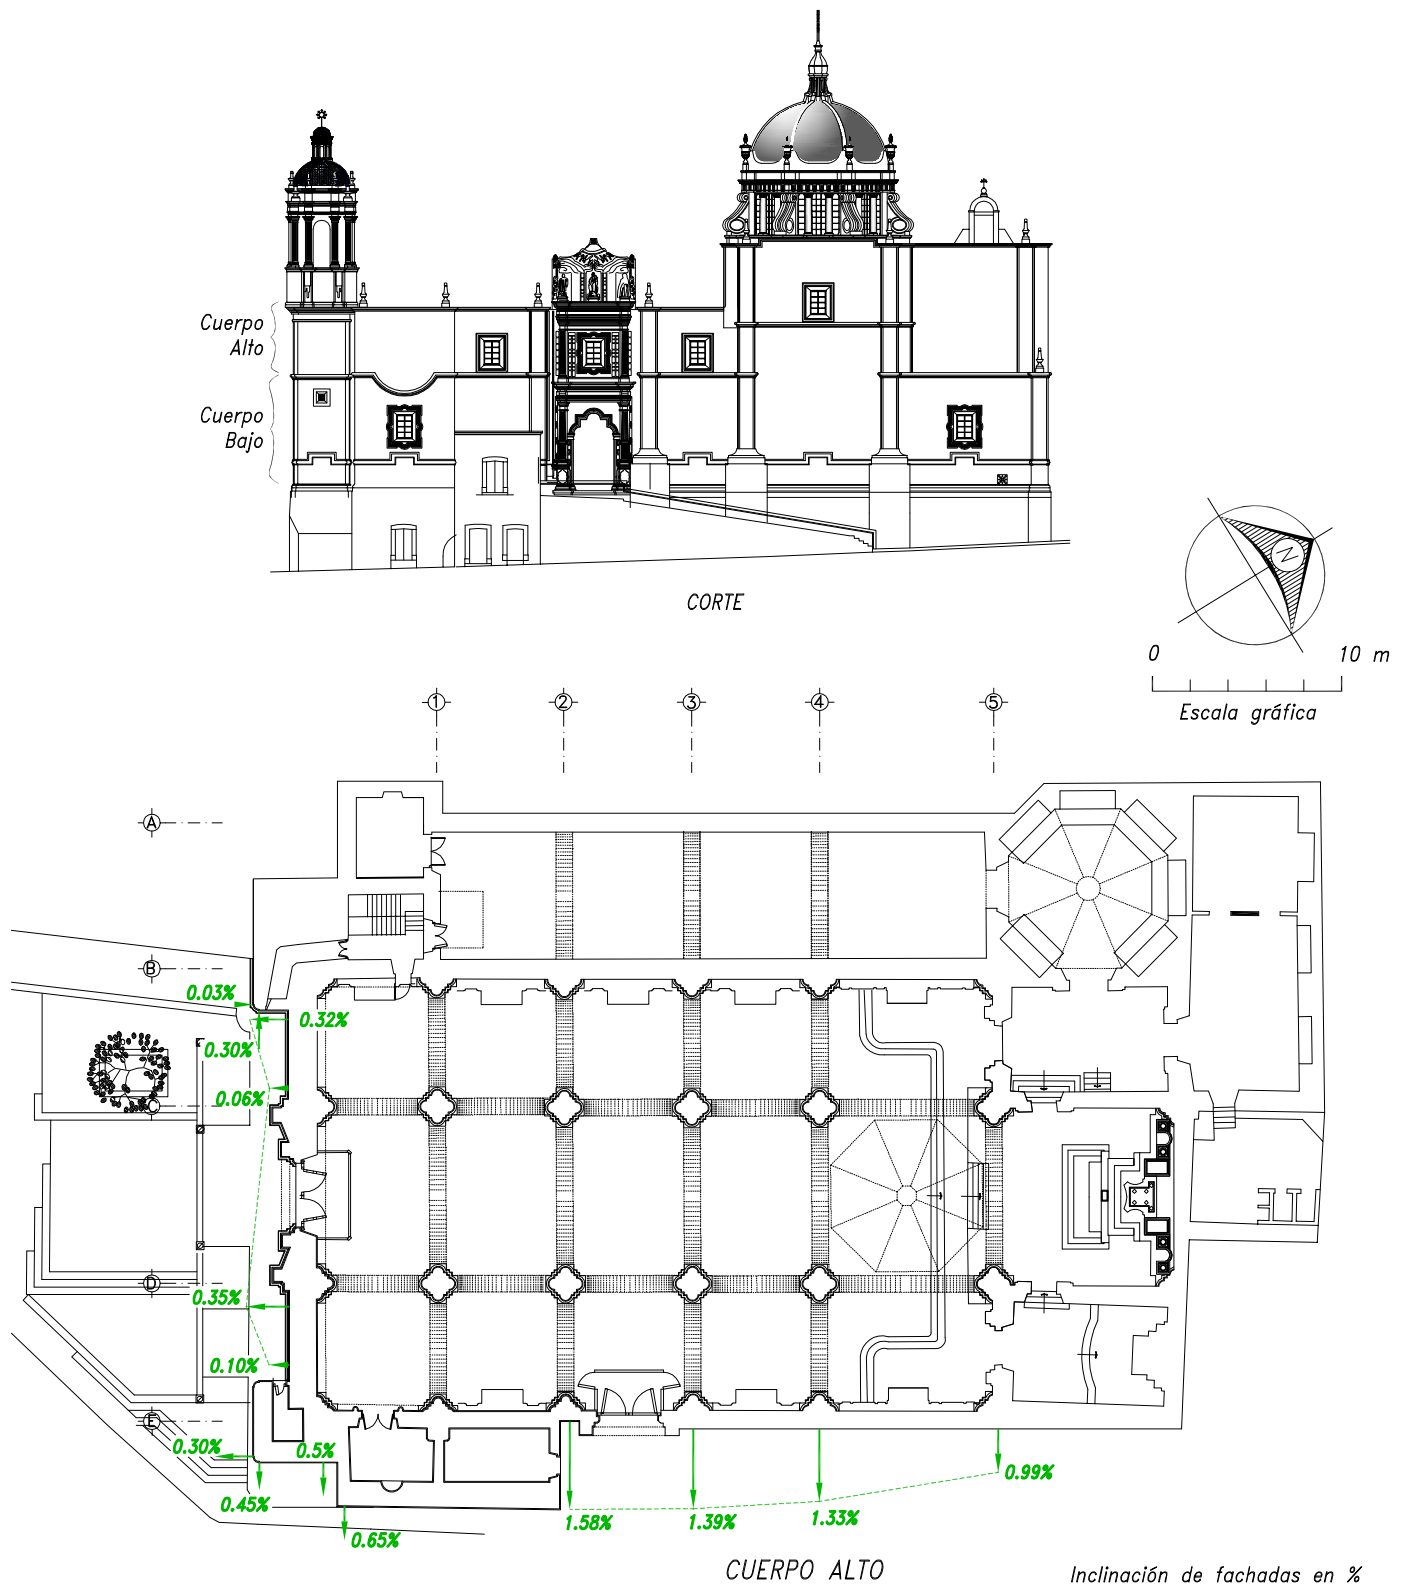 Cuerpo
Alto
Cuerpo
Bajo
CORTE
N
0 10 m
Escala gráfica
1 2 3 4 5
A
B
0.03%
0.32%
0.30%
0.06%
C
D
0.35%
0.10%
E
0.30%
0.5%
0.45%
0.65%
1.58%
1.39%
1.33%
0.99%
CUERPO ALTO
Inclinación de fachadas en %